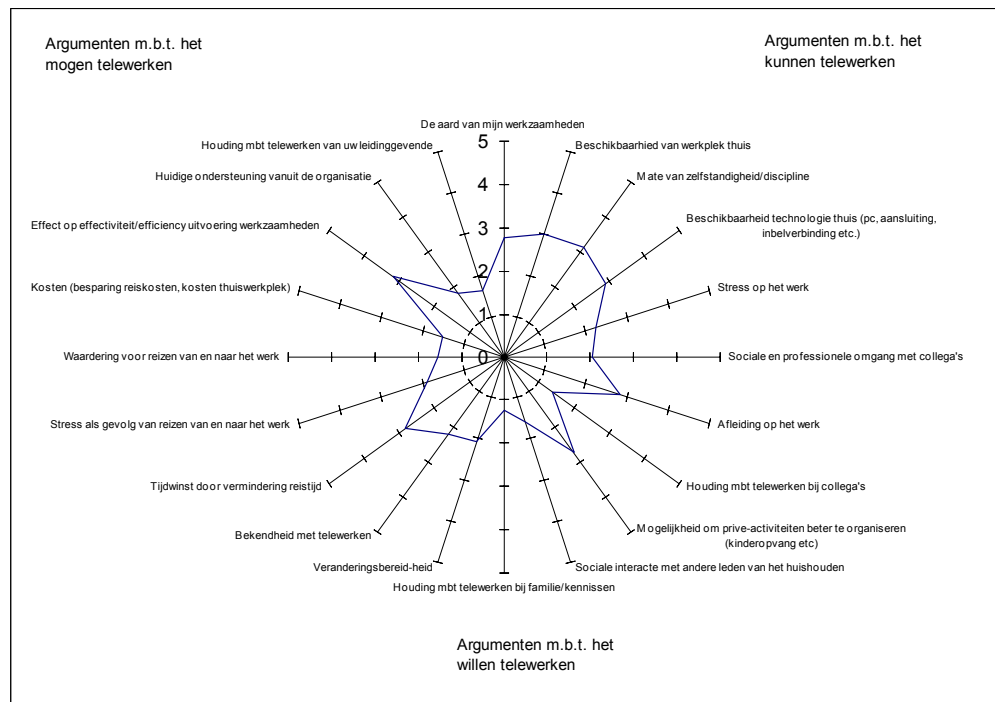 Argumenten m.b.t. het
mogen telewerken
Argumenten m.b.t. het
kunnen telewerken
De aard van mijn werkzaamheden
Houding mbt telewerken van uw leidinggevende
Beschikbaarhied van werkplek thuis
Huidige ondersteuning vanuit de organisatie
Mate van zelfstandigheid/discipline
Effect op effectiviteit/efficiency uitvoering werkzaamheden
Beschikbaarheid technologie thuis (pc, aansluiting,
inbelverbinding etc.)
Kosten (besparing reiskosten, kosten thuiswerkplek)
Stress op het werk
Waardering voor reizen van en naar het werk
Sociale en professionele omgang met collega's
Stress als gevolg van reizen van en naar het werk
Afleiding op het werk
Tijdwinst door vermindering reistijd
Houding mbt telewerken bij collega's
Bekendheid met telewerken
Mogelijkheid om prive-activiteiten beter te organiseren
(kinderopvang etc)
Veranderingsbereid-heid
Sociale interacte met andere leden van het huishouden
Houding mbt telewerken bij familie/kennissen
5
4
3
2
1
0
Argumenten m.b.t. het
willen telewerken